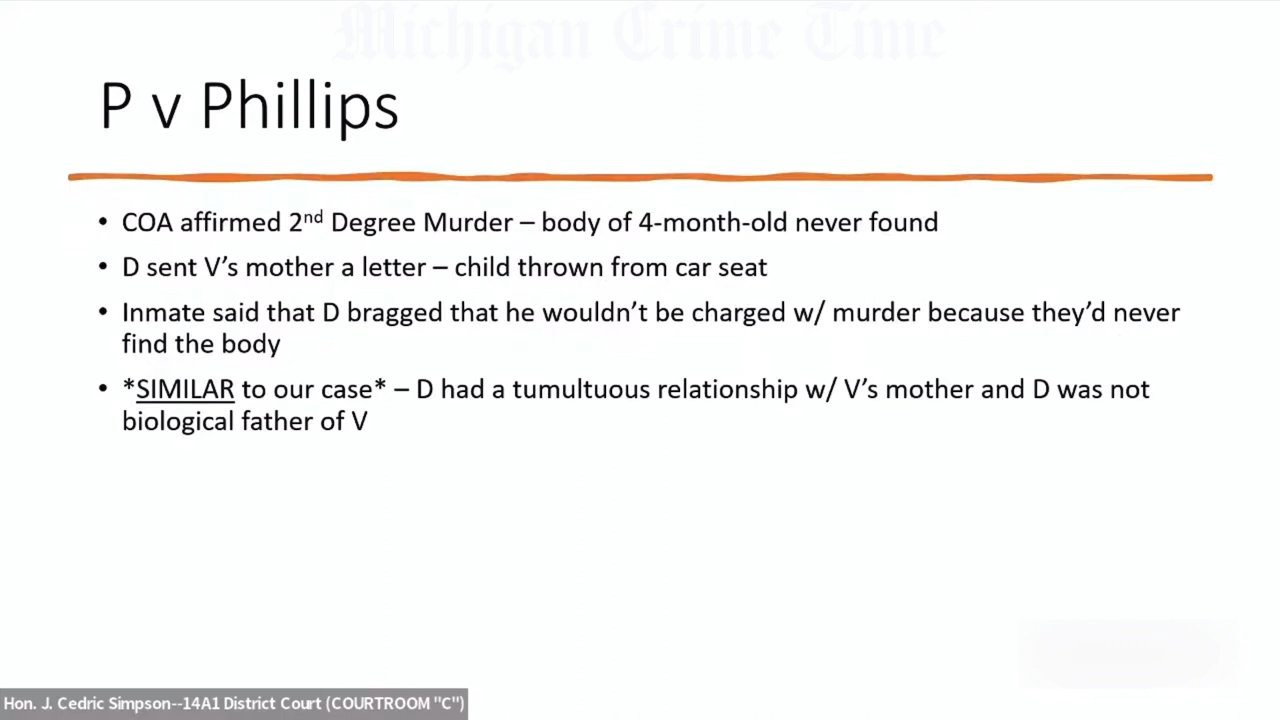 Michigan Crime Time
P v Phillips
• COA affirmed 2nd Degree Murder – body of 4-month-old never found
• D sent V’s mother a letter – child thrown from car seat
• Inmate said that D bragged that he wouldn’t be charged w/ murder because they’d never
find the body
• *SIMILAR to our case* – D had a tumultuous relationship w/ V’s mother and D was not
biological father of V
Hon. J. Cedric Simpson--14A1 District Court (COURTROOM "C")